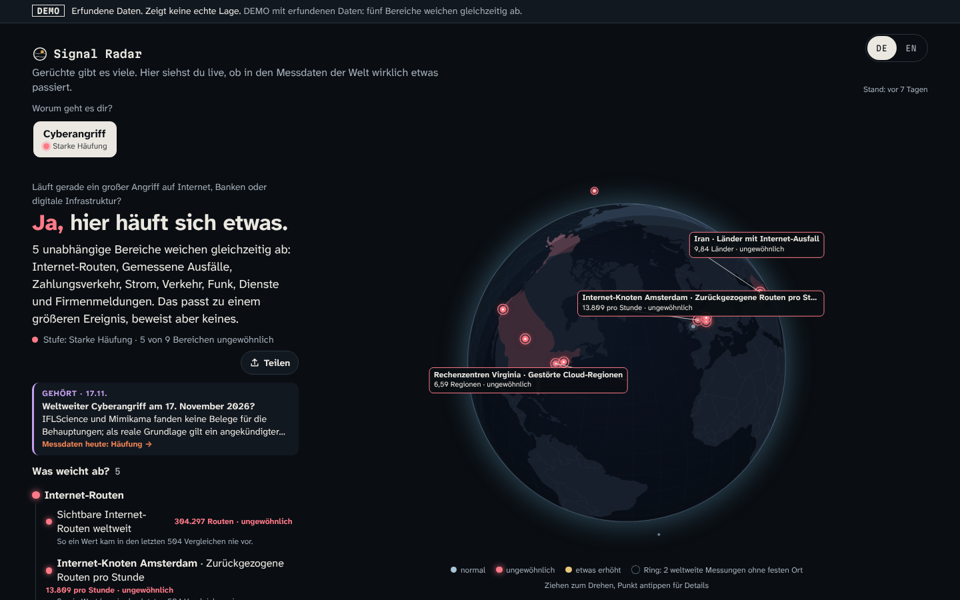 DEMO Erfundene Daten. Zeigt keine echte Lage. DEMO mit erfundenen Daten: fünf Bereiche weichen gleichzeitig ab.
Signal Radar
DE EN
Gerüchte gibt es viele. Hier siehst du live, ob in den Messdaten der Welt wirklich etwas
passiert.
Stand: vor 7 Tagen
Worum geht es dir?
Cyberangriff
Starke Häufung
Läuft gerade ein großer Angriff auf Internet, Banken oder
digitale Infrastruktur?
Ja, hier häuft sich etwas.
5 unabhängige Bereiche weichen gleichzeitig ab:
Internet-Routen, Gemessene Ausfälle,
Zahlungsverkehr, Strom, Verkehr, Funk, Dienste
und Firmenmeldungen. Das passt zu einem
größeren Ereignis, beweist aber keines.
Stufe: Starke Häufung · 5 von 9 Bereichen ungewöhnlich
Teilen
GEHÖRT · 17.11.
Weltweiter Cyberangriff am 17. November 2026?
IFLScience und Mimikama fanden keine Belege für die
Behauptungen; als reale Grundlage gilt ein angekündigter...
Messdaten heute: Häufung →
Was weicht ab? 5
Internet-Routen
Sichtbare Internet-
Routen weltweit
304.297 Routen · ungewöhnlich
So ein Wert kam in den letzten 504 Vergleichen nie vor.
Internet-Knoten Amsterdam · Zurückgezogene
Routen pro Stunde
13.809 pro Stunde · ungewöhnlich
Iran · Länder mit Internet-Ausfall
9,84 Länder · ungewöhnlich
Internet-Knoten Amsterdam · Zurückgezogene Routen pro St...
13.809 pro Stunde · ungewöhnlich
Rechenzentren Virginia · Gestörte Cloud-Regionen
6,59 Regionen · ungewöhnlich
normal ungewöhnlich etwas erhöht Ring: 2 weltweite Messungen ohne festen Ort
Ziehen zum Drehen, Punkt antippen für Details